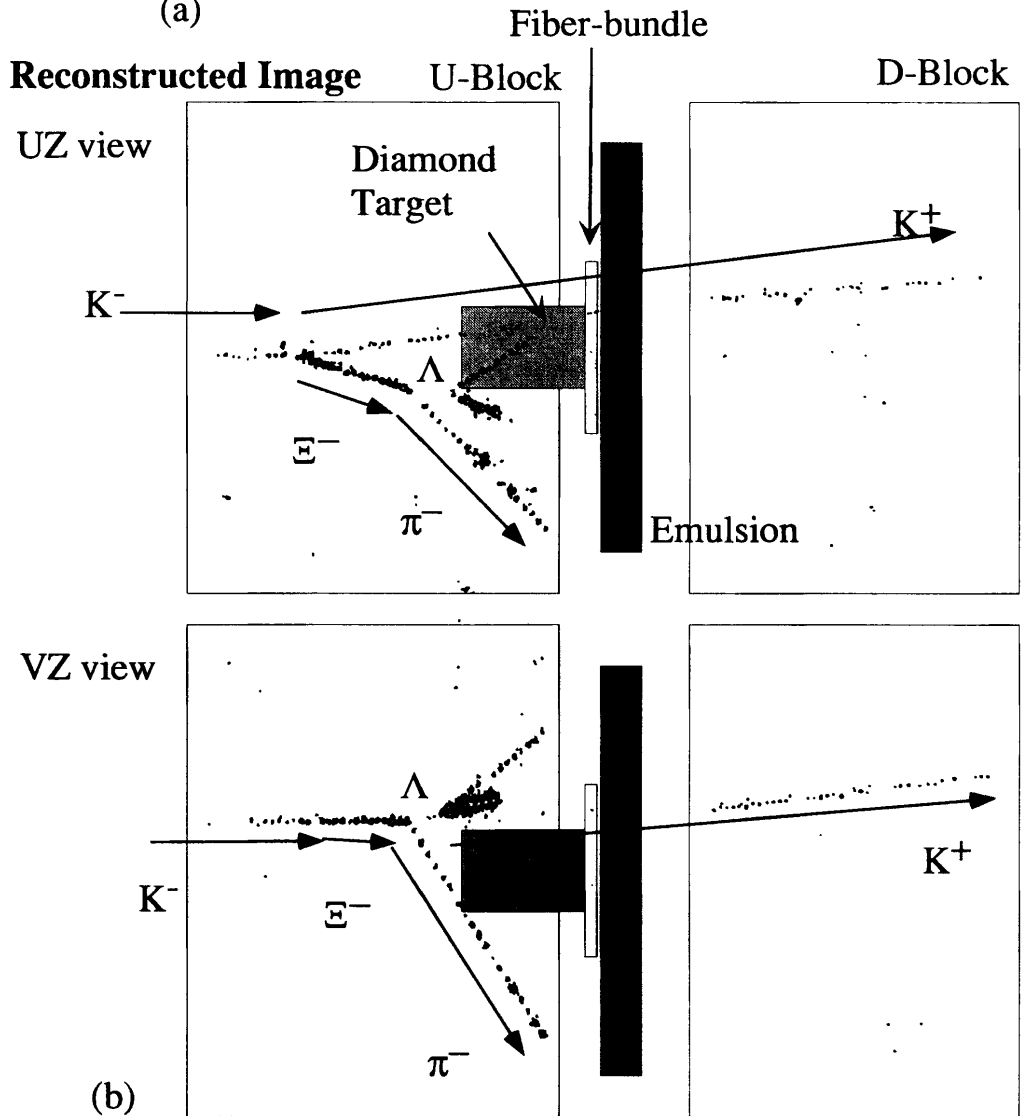 (a)
Fiber-bundle
Reconstructed Image
U-Block
D-Block
UZ view
Diamond
Target
K⁺
K⁻
Λ
Ξ⁻
π⁻
Emulsion
VZ view
Λ
K⁺
K⁻
Ξ⁻
π⁻
(b)